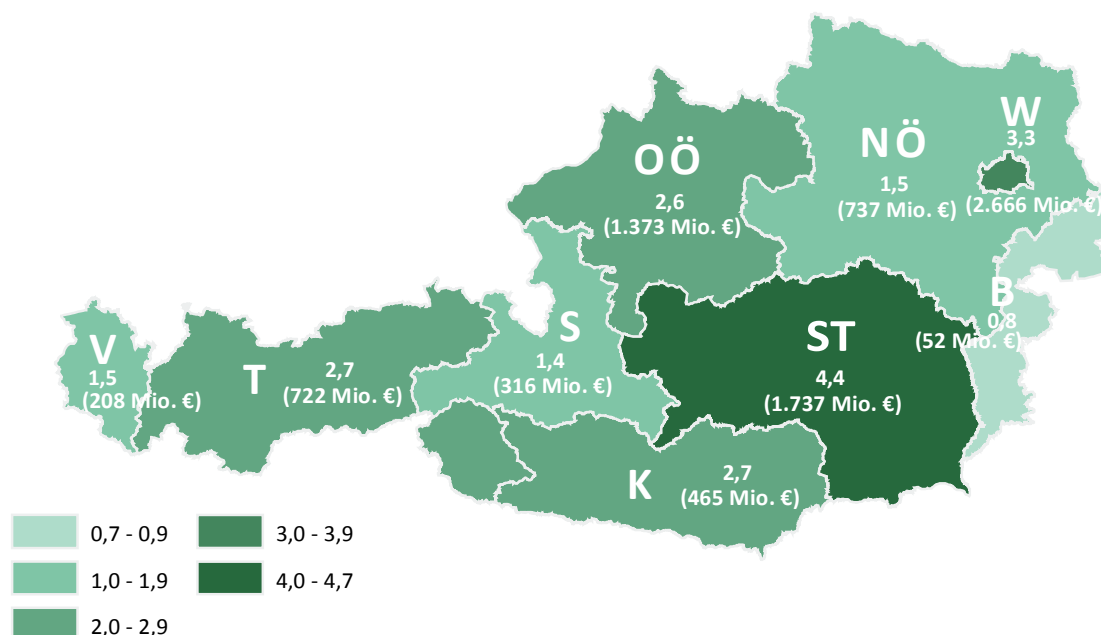 W
3,3
(2.666 Mio. €)
NÖ
1,5
(737 Mio. €)
OÖ
2,6
(1.373 Mio. €)
B
0,8
(52 Mio. €)
ST
4,4
(1.737 Mio. €)
S
1,4
(316 Mio. €)
V
1,5
(208 Mio. €)
T
2,7
(722 Mio. €)
K
2,7
(465 Mio. €)
0,7 - 0,9
1,0 - 1,9
2,0 - 2,9
3,0 - 3,9
4,0 - 4,7